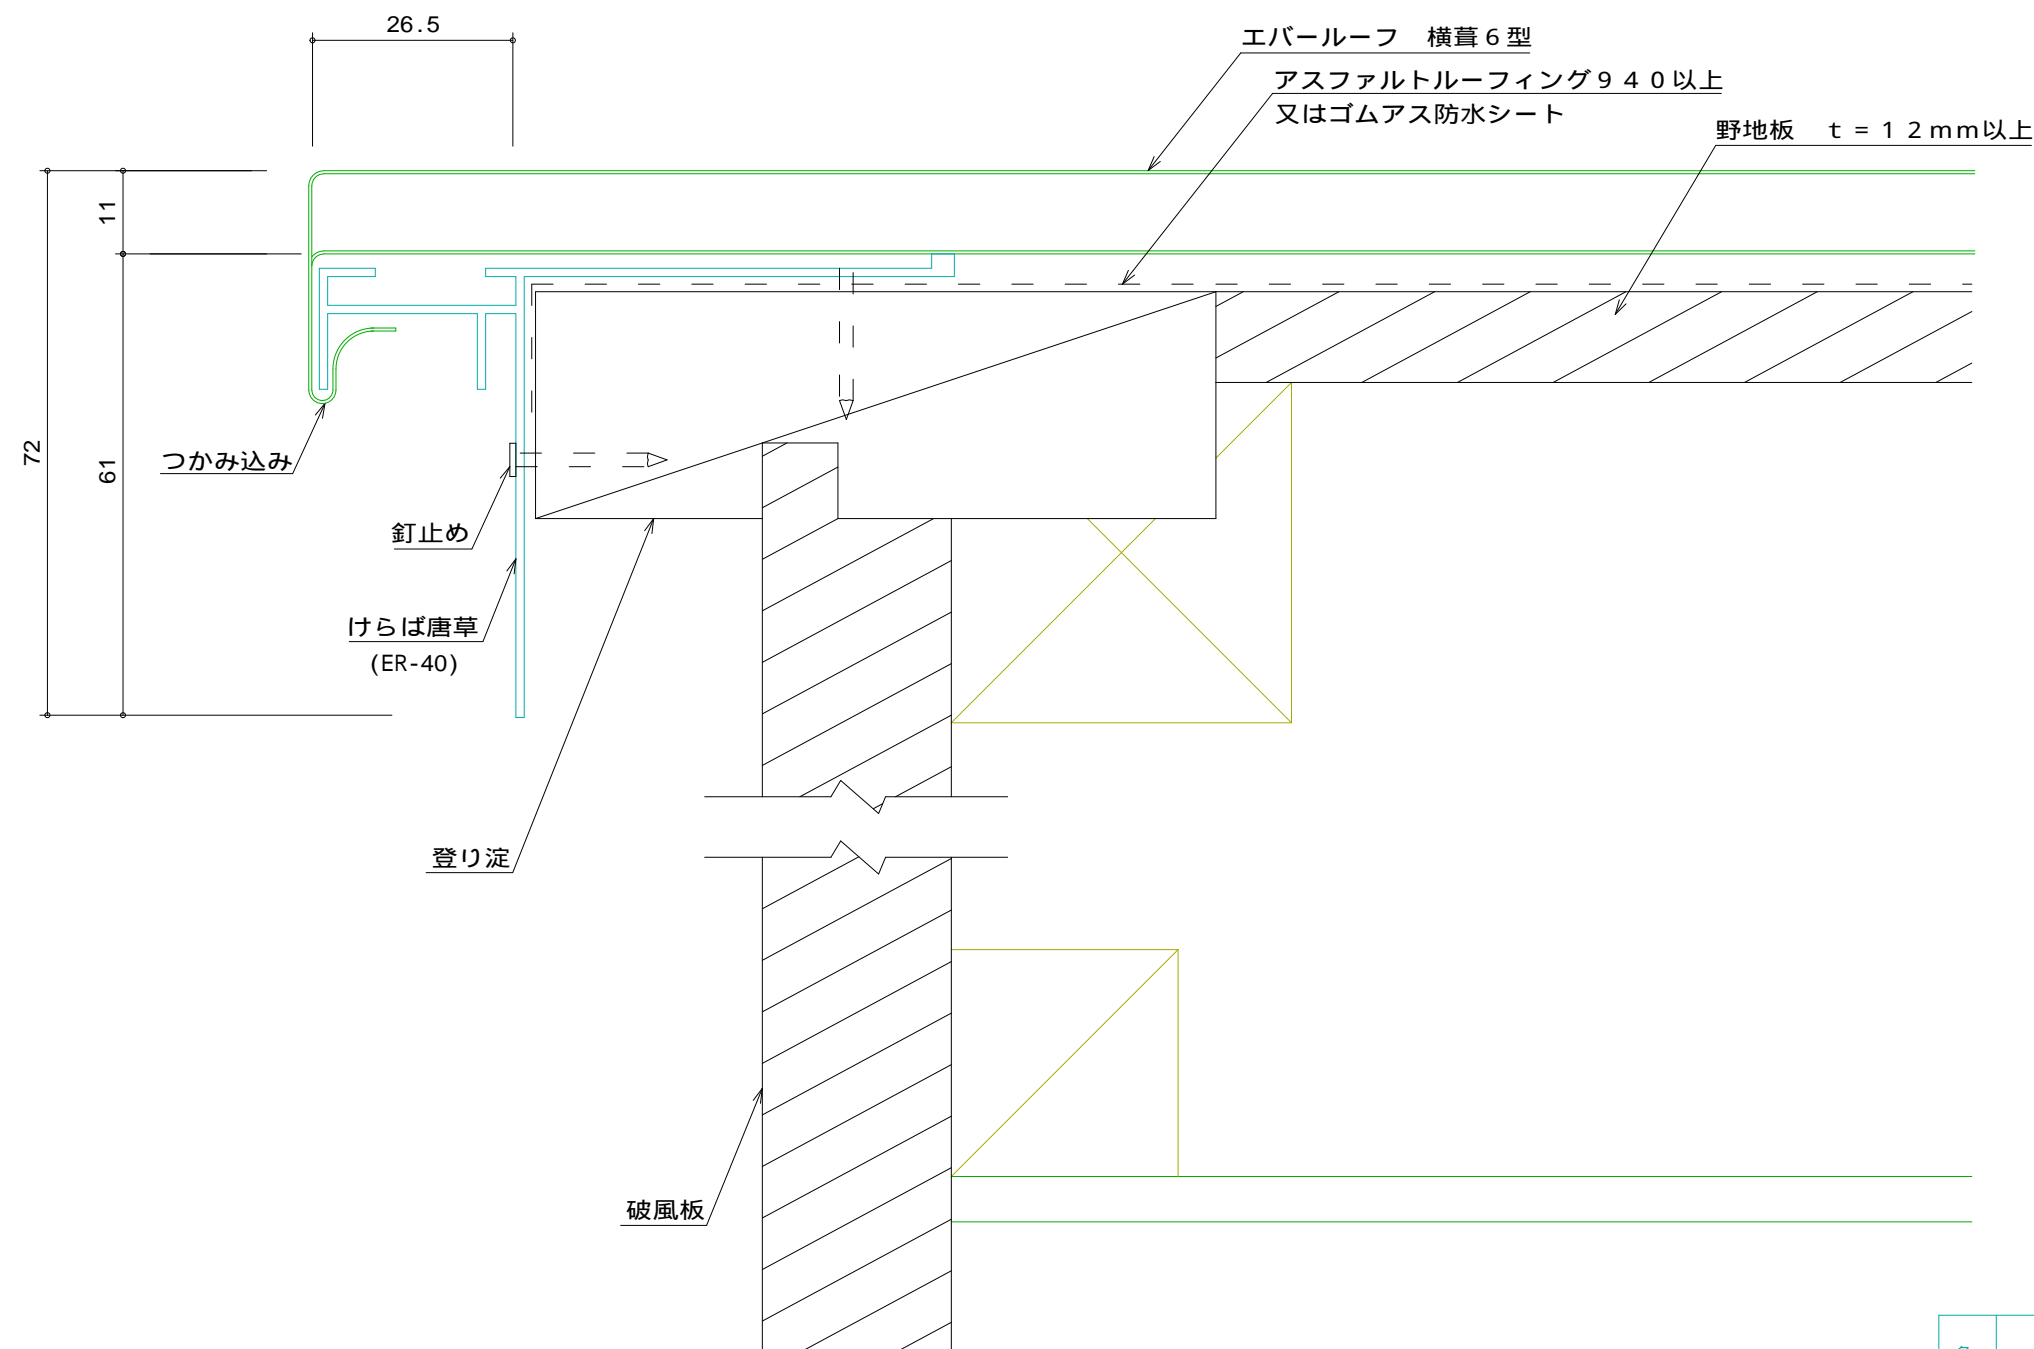 26.5
エバールーフ　横葺６型
アスファルトルーフィング９４０以上
又はゴムアス防水シート
野地板　ｔ＝１２ｍｍ以上
11
72
61
つかみ込み
釘止め
けらば唐草
(ER-40)
登り淀
破風板